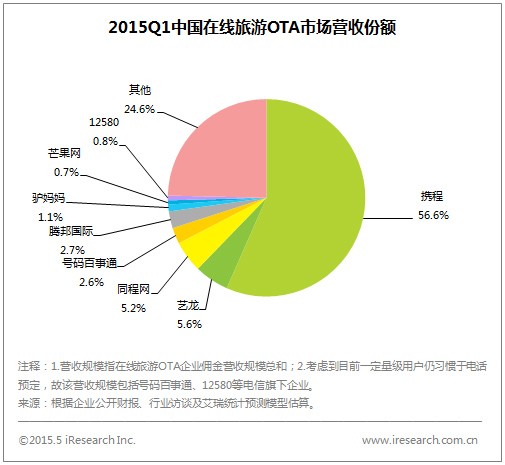 2015Q1中国在线旅游OTA市场营收份额
其他
24.6%
12580
0.8%
芒果网
0.7%
驴妈妈
1.1%
腾邦国际
2.7%
号码百事通
2.6%
同程网
5.2%
艺龙
5.6%
携程
56.6%
注释：1.营收规模指在线旅游OTA企业佣金营收规模总和；2.考虑到目前一定星级用户仍习惯于电话
预定，故该营收规模包括号码百事通、12580等电信旗下企业。
来源：根据企业公开财报、行业访谈及艾瑞统计预测模型估算。
©2015.5 iResearch Inc.
www.iresearch.com.cn